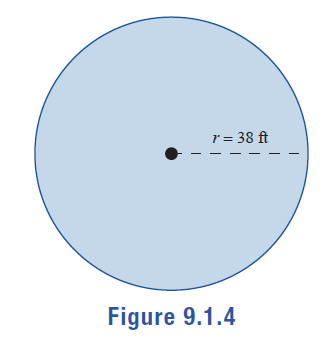 r = 38 ft
Figure 9.1.4